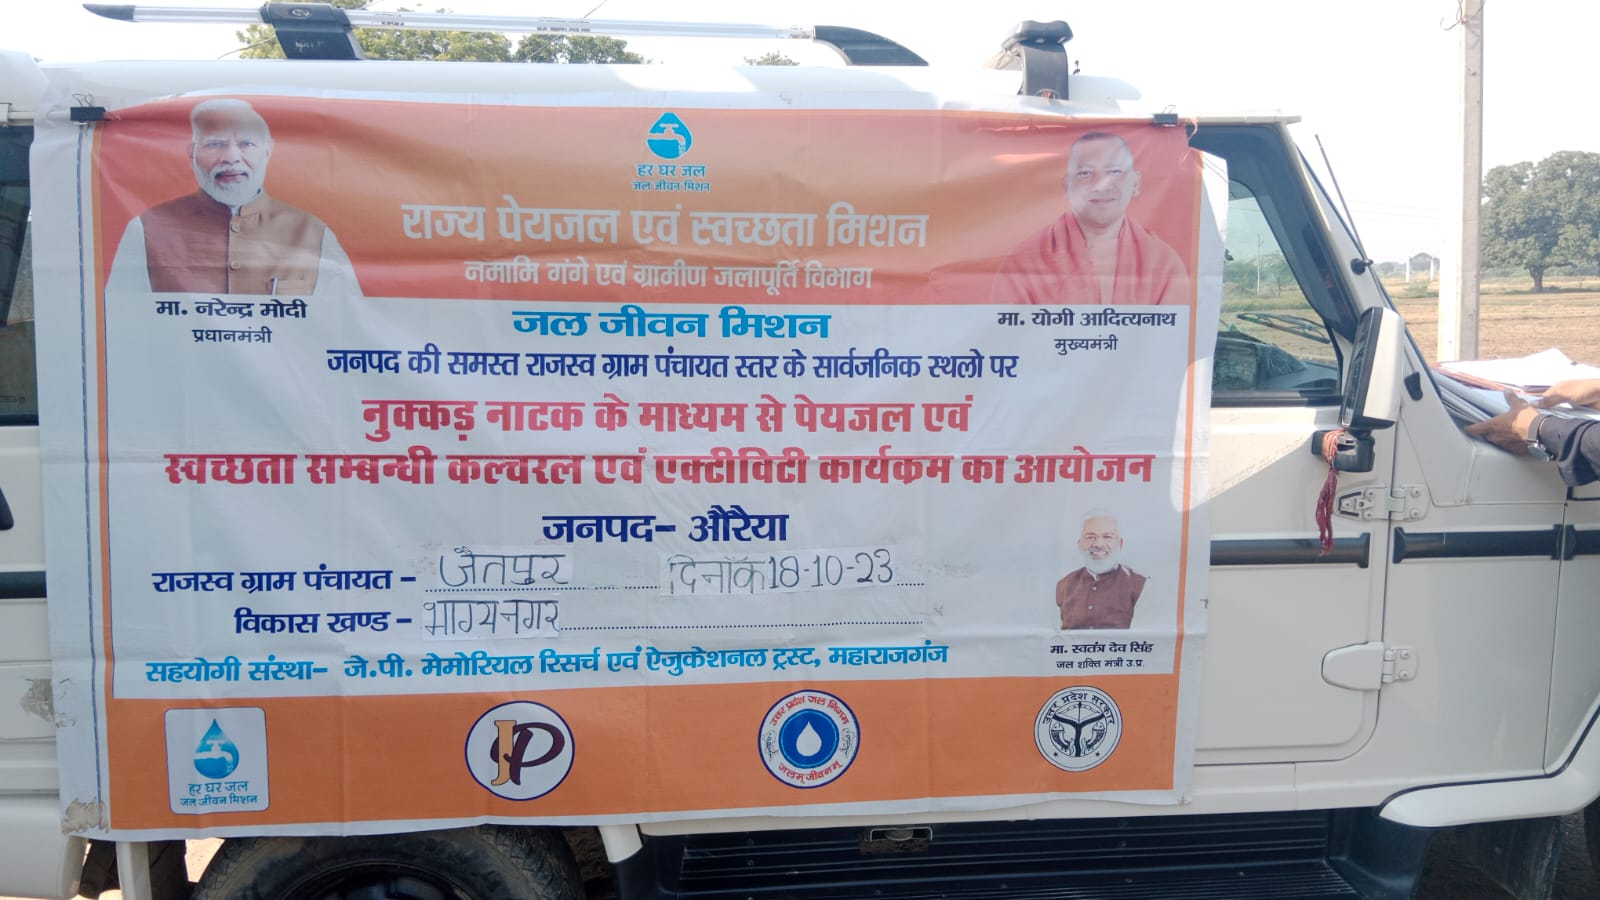 हर घर जल
जल जीवन मिशन
राज्य पेयजल एवं स्वच्छता मिशन
नमामि गंगे एवं ग्रामीण जलापूर्ति विभाग
मा. नरेन्द्र मोदी
प्रधानमंत्री
मा. योगी आदित्यनाथ
मुख्यमंत्री
जल जीवन मिशन
जनपद की समस्त राजस्व ग्राम पंचायत स्तर के सार्वजनिक स्थलो पर
नुक्कड़ नाटक के माध्यम से पेयजल एवं
स्वच्छता सम्बन्धी कल्चरल एवं एक्टीविटी कार्यक्रम का आयोजन
जनपद- औरैया
राजस्व ग्राम पंचायत - जैतपुर दिनाँक 18-10-23
विकास खण्ड - भाग्यनगर
सहयोगी संस्था- जे.पी. मेमोरियल रिसर्च एवं ऐजुकेशनल ट्रस्ट, महाराजगंज
मा. स्वतंत्र देव सिंह
जल शक्ति मंत्री उ.प्र.
हर घर जल
जल जीवन मिशन
JP
उत्तर प्रदेश जल निगम
जलम् जीवनम्
उत्तर प्रदेश सरकार